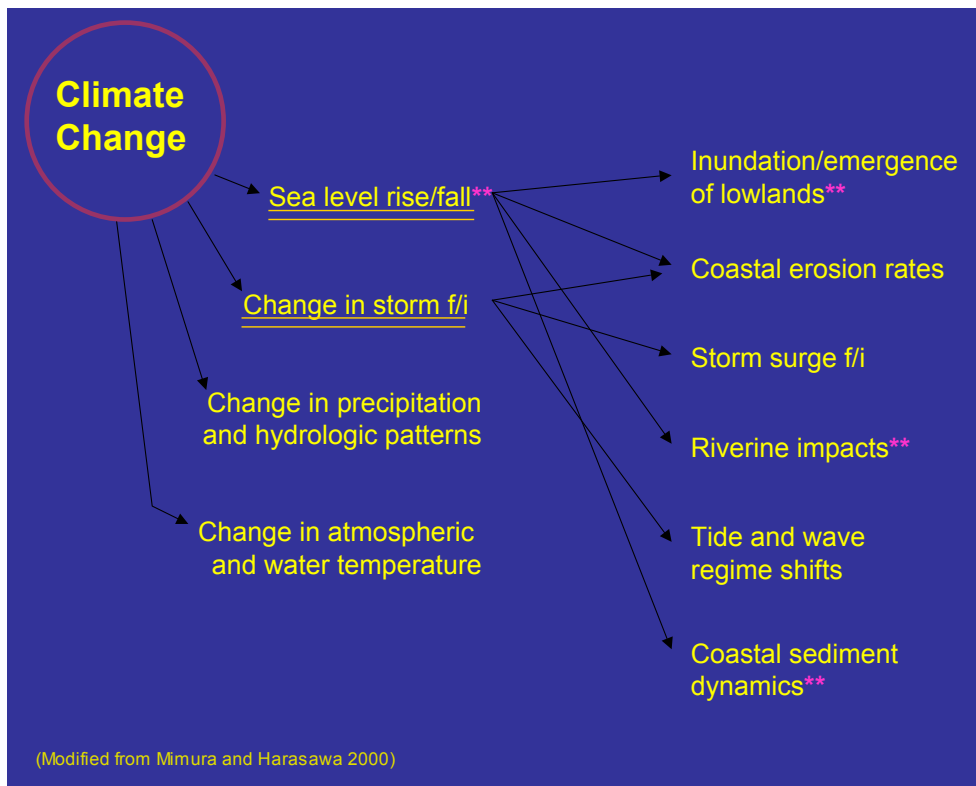 Climate
Change
Sea level rise/fall**
Change in storm f/i
Change in precipitation
and hydrologic patterns
Change in atmospheric
and water temperature
Inundation/emergence
of lowlands**
Coastal erosion rates
Storm surge f/i
Riverine impacts**
Tide and wave
regime shifts
Coastal sediment
dynamics**
(Modified from Mimura and Harasawa 2000)